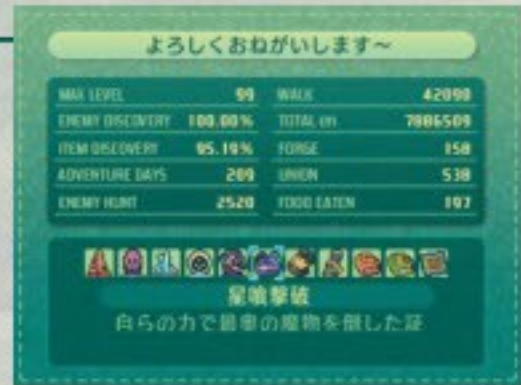 よろしくおねがいします〜
MAX LEVEL 99 WALK 42090
ENEMY DISCOVERY 100.00% TOTAL en 7886509
ITEM DISCOVERY 95.19% FORGE 158
ADVENTURE DAYS 209 UNION 538
ENEMY HUNT 2520 FOOD EATEN 197
星喰撃破
自らの力で最凶の魔物を倒した証